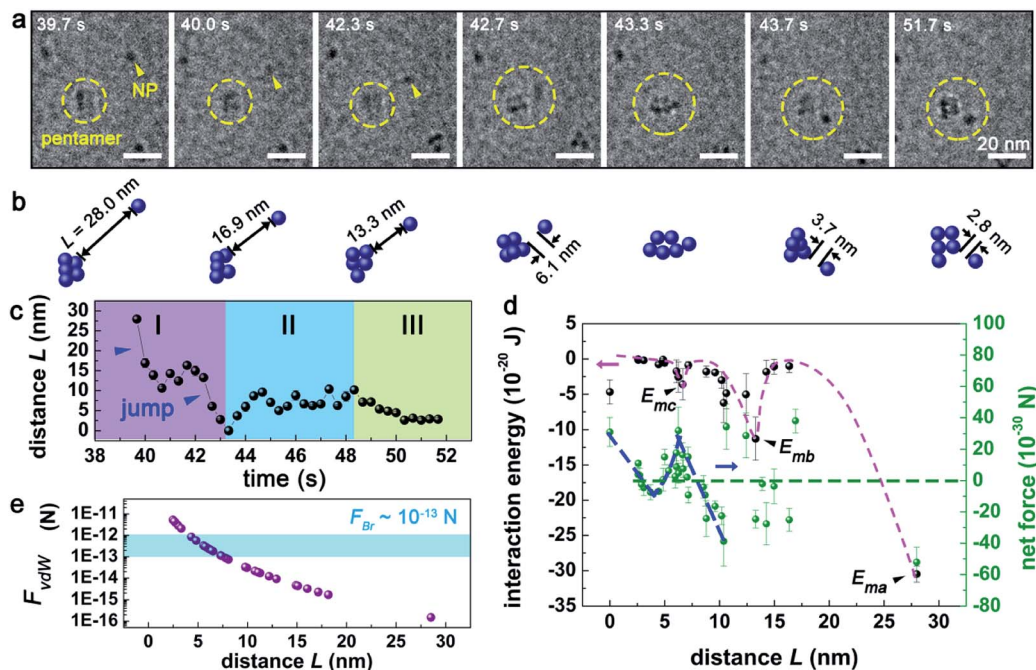 a
39.7 s
40.0 s
42.3 s
42.7 s
43.3 s
43.7 s
51.7 s
NP
pentamer
20 nm
b
L = 28.0 nm
16.9 nm
13.3 nm
6.1 nm
3.7 nm
2.8 nm
c
I
II
III
jump
distance L (nm)
30
25
20
15
10
5
0
38 40 42 44 46 48 50 52
time (s)
d
interaction energy (10⁻²⁰ J)
5
0
-5
-10
-15
-20
-25
-30
-35
E_mc
E_mb
E_ma
100
80
60
40
20
0
-20
-40
-60
-80
net force (10⁻³⁰ N)
0 5 10 15 20 25 30
distance L (nm)
e
F_vdW (N)
1E-11
1E-12
1E-13
1E-14
1E-15
1E-16
F_Br ~ 10⁻¹³ N
0 5 10 15 20 25 30
distance L (nm)